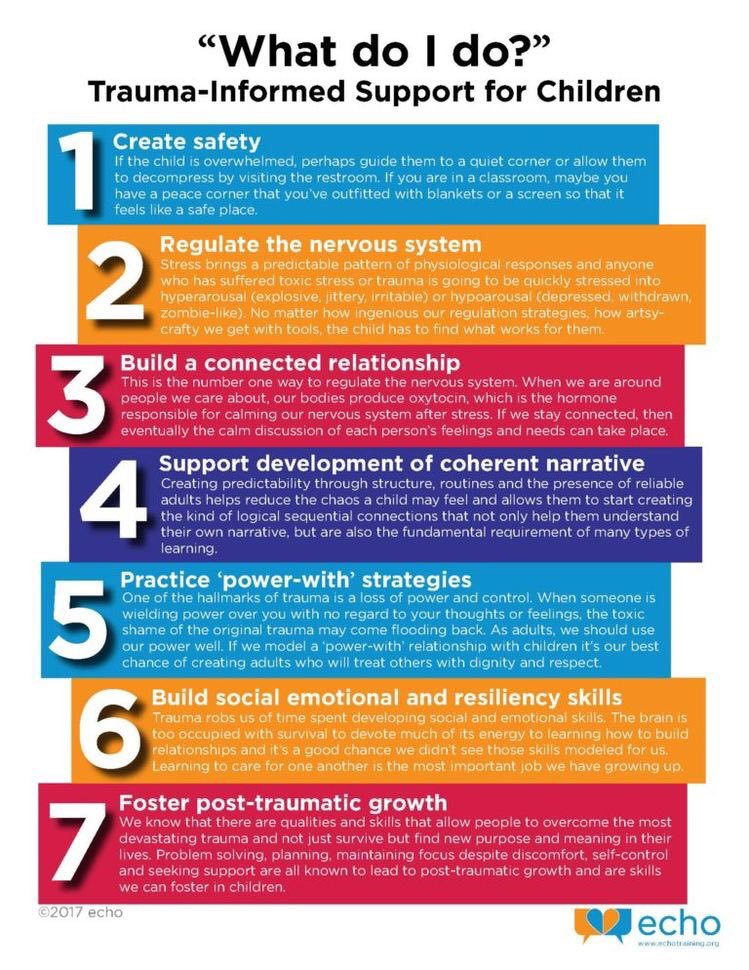 “What do I do?”
Trauma-Informed Support for Children
1
Create safety
If the child is overwhelmed, perhaps guide them to a quiet corner or allow them
to decompress by visiting the restroom. If you are in a classroom, maybe you
have a peace corner that you’ve outfitted with blankets or a screen so that it
feels like a safe place.
2
Regulate the nervous system
Stress brings a predictable pattern of physiological responses and anyone
who has suffered toxic stress or trauma is going to be quickly stressed into
hyperarousal (explosive, jittery, irritable) or hypoarousal (depressed, withdrawn,
zombie-like). No matter how ingenious our regulation strategies, how artsy-
crafty we get with tools, the child has to find what works for them.
3
Build a connected relationship
This is the number one way to regulate the nervous system. When we are around
people we care about, our bodies produce oxytocin, which is the hormone
responsible for calming our nervous system after stress. If we stay connected, then
eventually the calm discussion of each person’s feelings and needs can take place.
4
Support development of coherent narrative
Creating predictability through structure, routines and the presence of reliable
adults helps reduce the chaos a child may feel and allows them to start creating
the kind of logical sequential connections that not only help them understand
their own narrative, but are also the fundamental requirement of many types of
learning.
5
Practice ‘power-with’ strategies
One of the hallmarks of trauma is a loss of power and control. When someone is
wielding power over you with no regard to your thoughts or feelings, the toxic
shame of the original trauma may come flooding back. As adults, we should use
our power well. If we model a ‘power-with’ relationship with children it's our best
chance of creating adults who will treat others with dignity and respect.
6
Build social emotional and resiliency skills
Trauma robs us of time spent developing social and emotional skills. The brain is
too occupied with survival to devote much of its energy to learning how to build
relationships and it’s a good chance we didn’t see those skills modeled for us.
Learning to care for one another is the most important job we have growing up.
7
Foster post-traumatic growth
We know that there are qualities and skills that allow people to overcome the most
devastating trauma and not just survive but find new purpose and meaning in their
lives. Problem solving, planning, maintaining focus despite discomfort, self-control
and seeking support are all known to lead to post-traumatic growth and are skills
we can foster in children.
©2017 echo
echo
www.echotraining.org